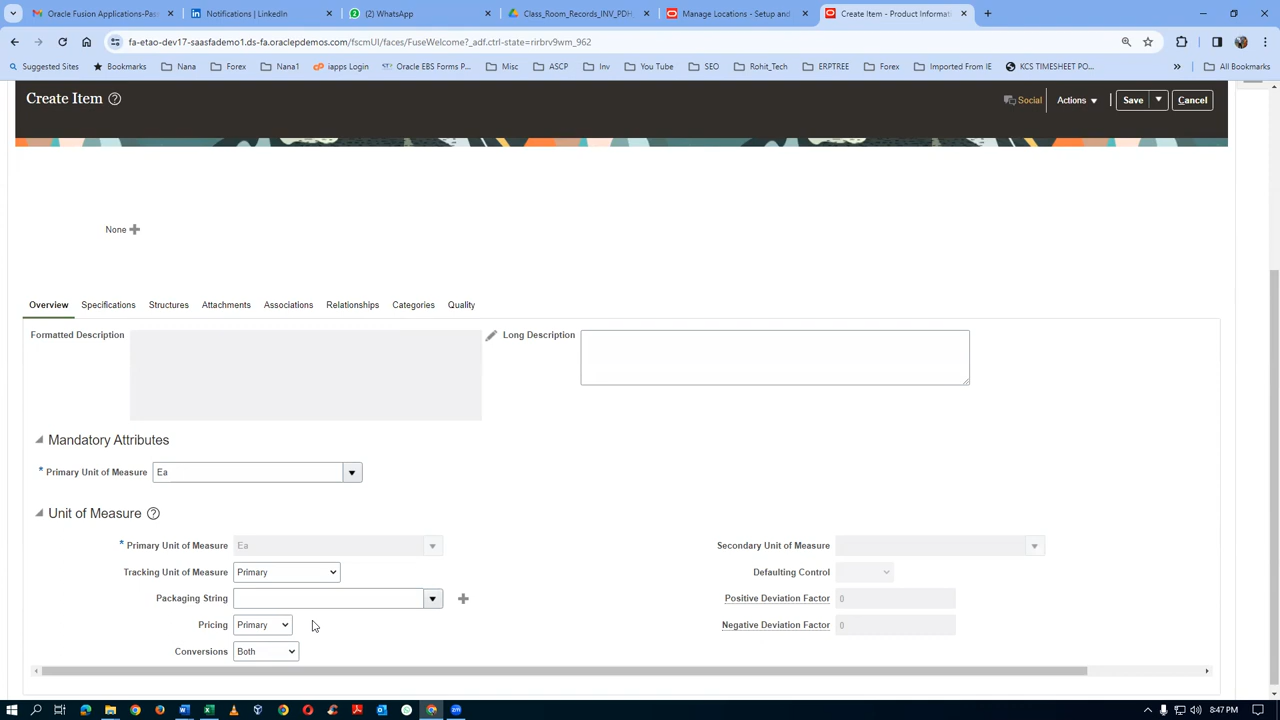 Oracle Fusion Applications-Pass
Notifications | LinkedIn
(2) WhatsApp
Class_Room_Records_INV_PDH
Manage Locations - Setup and
Create Item - Product Informati
fa-etao-dev17-saasfademo1.ds-fa.oraclepdemos.com/fscmUI/faces/FuseWelcome?_adf.ctrl-state=rirbrv9wm_962
Suggested Sites
Bookmarks
Nana
Forex
Nana1
iapps Login
Oracle EBS Forms P...
Misc
ASCP
Inv
You Tube
SEO
Rohit_Tech
ERPTREE
Forex
Imported From IE
KCS TIMESHEET PO...
»
All Bookmarks
Create Item
Social
Actions
Save
Cancel
None
Overview
Specifications
Structures
Attachments
Associations
Relationships
Categories
Quality
Formatted Description
Long Description
Mandatory Attributes
* Primary Unit of Measure Ea
Unit of Measure
* Primary Unit of Measure Ea
Secondary Unit of Measure
Tracking Unit of Measure Primary
Defaulting Control
Packaging String
Positive Deviation Factor 0
Pricing Primary
Negative Deviation Factor 0
Conversions Both
8:47 PM